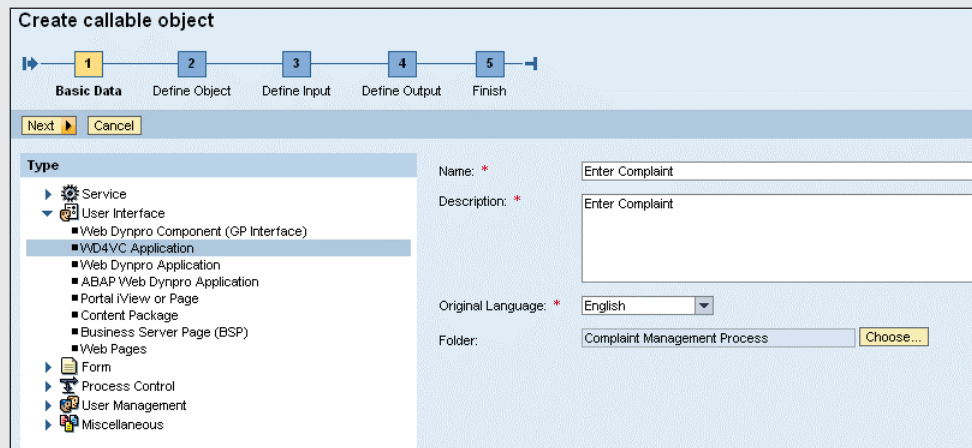 Create callable object
1 2 3 4 5
Basic Data Define Object Define Input Define Output Finish
Next Cancel
Type
Service
User Interface
Web Dynpro Component (GP Interface)
WD4VC Application
Web Dynpro Application
ABAP Web Dynpro Application
Portal iView or Page
Content Package
Business Server Page (BSP)
Web Pages
Form
Process Control
User Management
Miscellaneous
Name: * Enter Complaint
Description: * Enter Complaint
Original Language: * English
Folder: Complaint Management Process Choose...